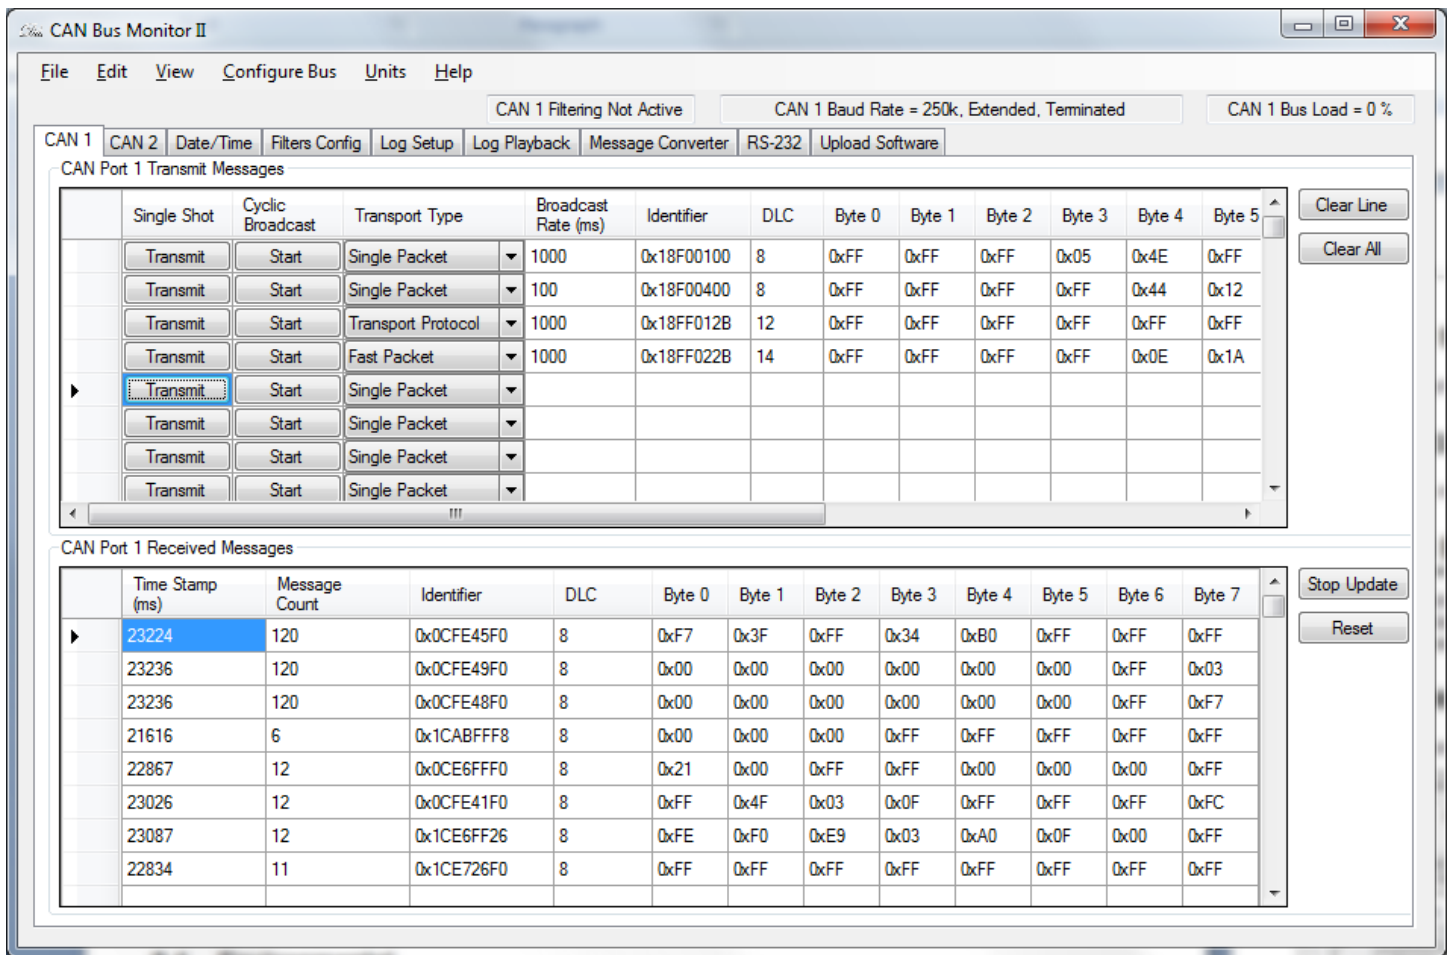 CAN Bus Monitor II
File Edit View Configure Bus Units Help
CAN 1 Filtering Not Active CAN 1 Baud Rate = 250k, Extended, Terminated CAN 1 Bus Load = 0 %
CAN 1 CAN 2 Date/Time Filters Config Log Setup Log Playback Message Converter RS-232 Upload Software
CAN Port 1 Transmit Messages
Single Shot Cyclic Broadcast Transport Type Broadcast Rate (ms) Identifier DLC Byte 0 Byte 1 Byte 2 Byte 3 Byte 4 Byte 5 Clear Line
Transmit Start Single Packet 1000 0x18F00100 8 0xFF 0xFF 0xFF 0x05 0x4E 0xFF Clear All
Transmit Start Single Packet 100 0x18F00400 8 0xFF 0xFF 0xFF 0xFF 0x44 0x12
Transmit Start Transport Protocol 1000 0x18FF012B 12 0xFF 0xFF 0xFF 0xFF 0xFF 0xFF
Transmit Start Fast Packet 1000 0x18FF022B 14 0xFF 0xFF 0xFF 0xFF 0x0E 0x1A
Transmit Start Single Packet
Transmit Start Single Packet
Transmit Start Single Packet
Transmit Start Single Packet
CAN Port 1 Received Messages
Time Stamp (ms) Message Count Identifier DLC Byte 0 Byte 1 Byte 2 Byte 3 Byte 4 Byte 5 Byte 6 Byte 7 Stop Update
23224 120 0x0CFE45F0 8 0xF7 0x3F 0xFF 0x34 0xB0 0xFF 0xFF 0xFF Reset
23236 120 0x0CFE49F0 8 0x00 0x00 0x00 0x00 0x00 0x00 0xFF 0x03
23236 120 0x0CFE48F0 8 0x00 0x00 0x00 0x00 0x00 0x00 0xFF 0xF7
21616 6 0x1CABFFF8 8 0x00 0x00 0x00 0xFF 0xFF 0xFF 0xFF 0xFF
22867 12 0x0CE6FFF0 8 0x21 0x00 0xFF 0xFF 0x00 0x00 0x00 0xFF
23026 12 0x0CFE41F0 8 0xFF 0x4F 0x03 0x0F 0xFF 0xFF 0xFF 0xFC
23087 12 0x1CE6FF26 8 0xFE 0xF0 0xE9 0x03 0xA0 0x0F 0x00 0xFF
22834 11 0x1CE726F0 8 0xFF 0xFF 0xFF 0xFF 0xFF 0xFF 0xFF 0xFF